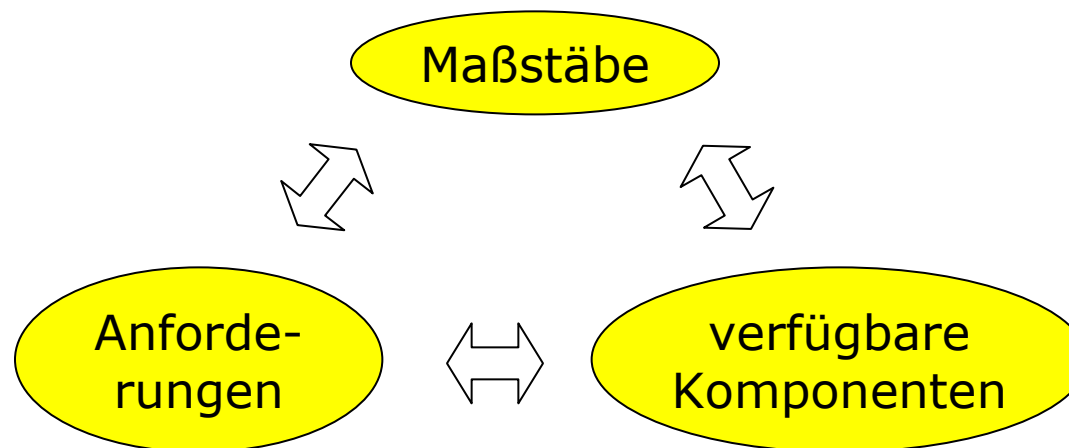 Maßstäbe
Anforde-
rungen
verfügbare
Komponenten